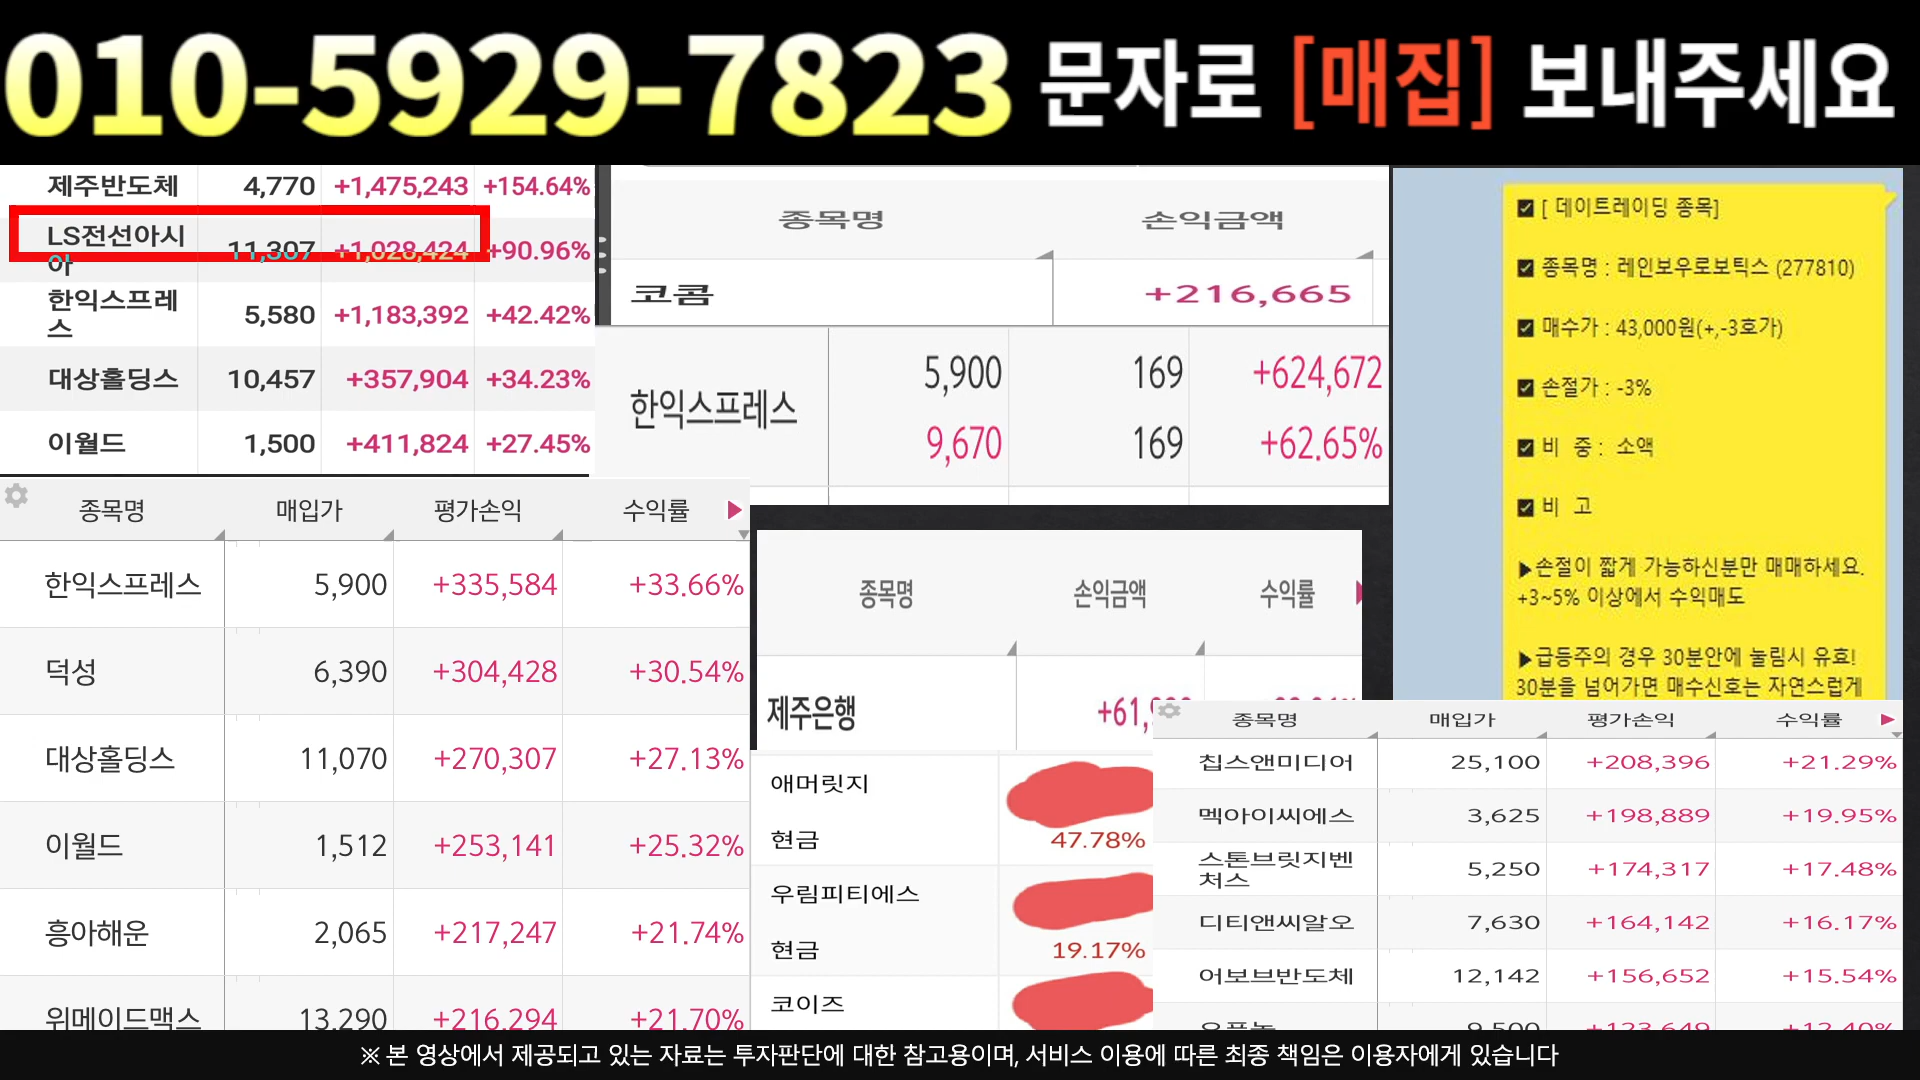 010-5929-7823 문자로 [매집] 보내주세요
제주반도체 4,770 +1,475,243 +154.64%
LS전선아시아 11,307 +1,028,424 +90.96%
한익스프레스 5,580 +1,183,392 +42.42%
대상홀딩스 10,457 +357,904 +34.23%
이월드 1,500 +411,824 +27.45%
종목명 손익금액
코콤 +216,665
한익스프레스 5,900 169 +624,672
9,670 169 +62.65%
[ 데이트레이딩 종목]
종목명 : 레인보우로보틱스 (277810)
매수가 : 43,000원(+,-3호가)
손절가 : -3%
비 중 : 소액
비 고
▶손절이 짧게 가능하신분만 매매하세요.
+3~5% 이상에서 수익매도
▶급등주의 경우 30분안에 눌림시 유효!
30분을 넘어가면 매수신호는 자연스럽게
종목명 매입가 평가손익 수익률
한익스프레스 5,900 +335,584 +33.66%
덕성 6,390 +304,428 +30.54%
대상홀딩스 11,070 +270,307 +27.13%
이월드 1,512 +253,141 +25.32%
흥아해운 2,065 +217,247 +21.74%
위메이드맥스 13,290 +216,294 +21.70%
종목명 손익금액 수익률
제주은행 +61,
애머릿지
현금 47.78%
우림피티에스
현금 19.17%
코이즈
종목명 매입가 평가손익 수익률
칩스앤미디어 25,100 +208,396 +21.29%
멕아이씨에스 3,625 +198,889 +19.95%
스톤브릿지벤처스 5,250 +174,317 +17.48%
디티앤씨알오 7,630 +164,142 +16.17%
어보브반도체 12,142 +156,652 +15.54%
9,500 +123,649 +12.40%
※ 본 영상에서 제공되고 있는 자료는 투자판단에 대한 참고용이며, 서비스 이용에 따른 최종 책임은 이용자에게 있습니다